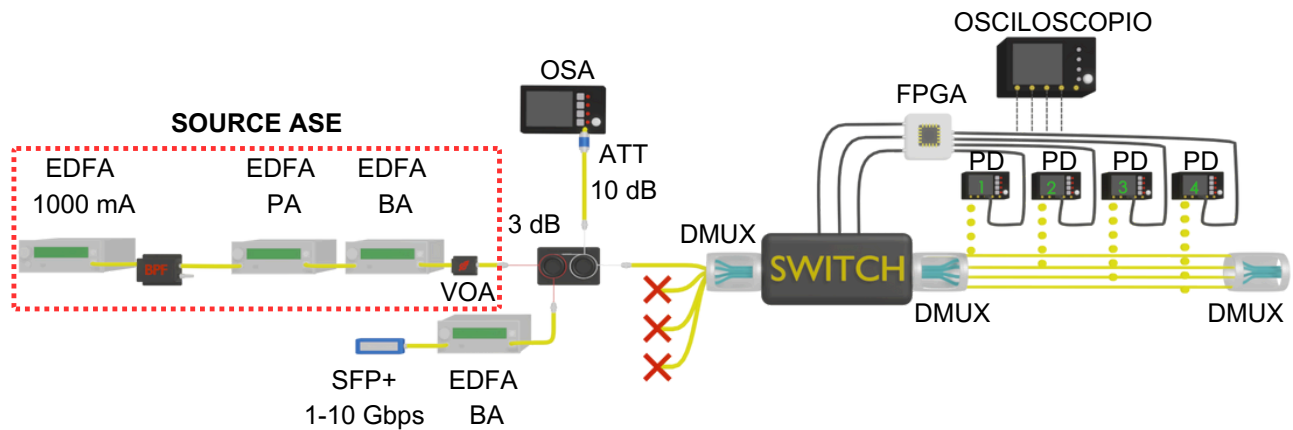 OSCILOSCOPIO
OSA
FPGA
SOURCE ASE
ATT
10 dB
PD
PD
PD
PD
EDFA
1000 mA
EDFA
PA
EDFA
BA
1
2
3
4
3 dB
DMUX
BPF
SWITCH
VOA
DMUX
DMUX
SFP+
1-10 Gbps
EDFA
BA